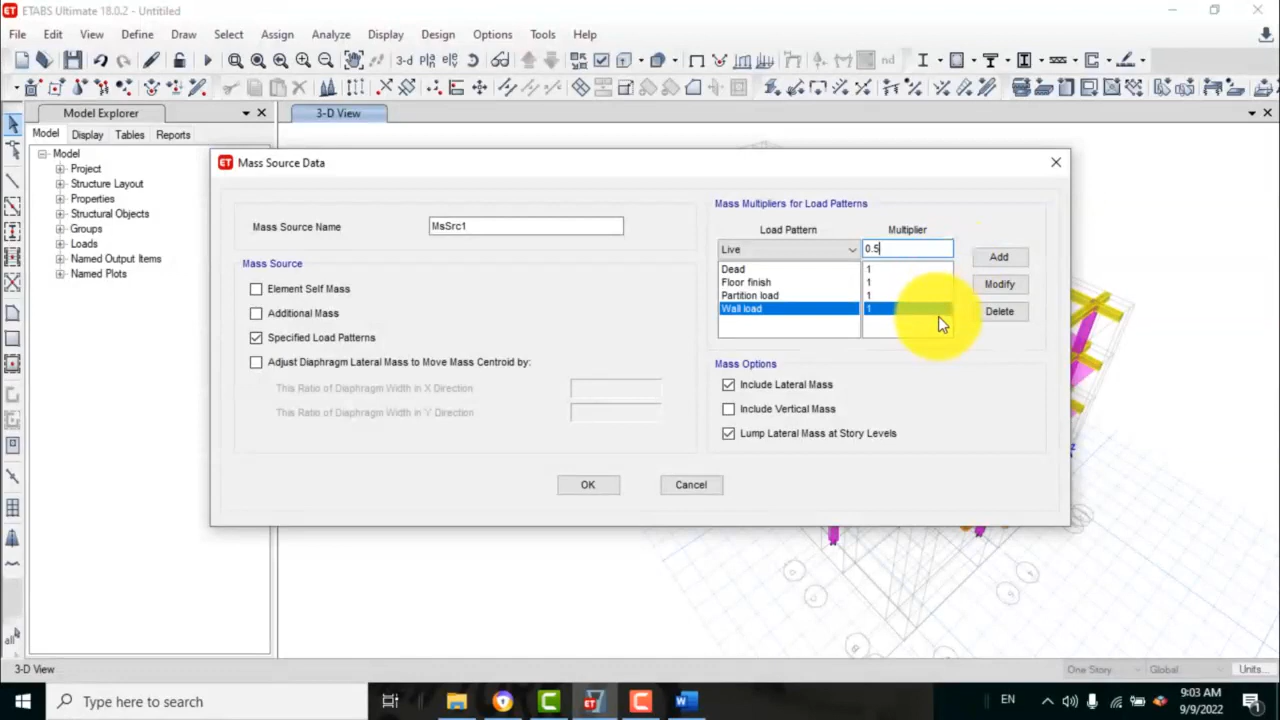 ETABS Ultimate 18.0.2 - Untitled
File Edit View Define Draw Select Assign Analyze Display Design Options Tools Help
3-d
nd
Model Explorer
3-D View
Model Display Tables Reports
Model
Project
Structure Layout
Properties
Structural Objects
Groups
Loads
Named Output Items
Named Plots
all
ET Mass Source Data
Mass Source Name MsSrc1
Mass Source
Element Self Mass
Additional Mass
Specified Load Patterns
Adjust Diaphragm Lateral Mass to Move Mass Centroid by:
This Ratio of Diaphragm Width in X Direction
This Ratio of Diaphragm Width in Y Direction
Mass Multipliers for Load Patterns
Load Pattern Multiplier
Live 0.5
Dead 1
Floor finish 1
Partition load 1
Wall load 1
Add
Modify
Delete
Mass Options
Include Lateral Mass
Include Vertical Mass
Lump Lateral Mass at Story Levels
OK Cancel
3-D View One Story Global Units...
Type here to search
EN
9:03 AM
9/9/2022